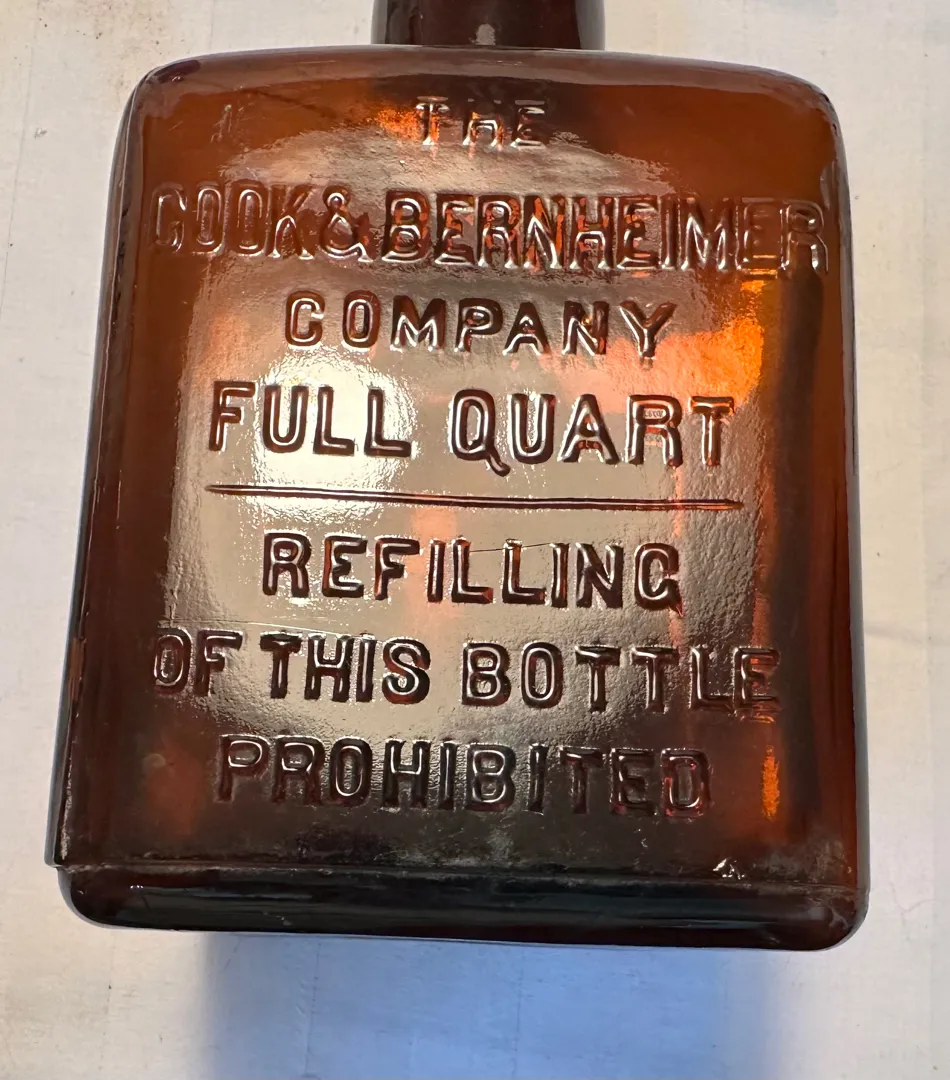 THE
COOK & BERNHEIMER
COMPANY
FULL QUART
REFILLING
OF THIS BOTTLE
PROHIBITED